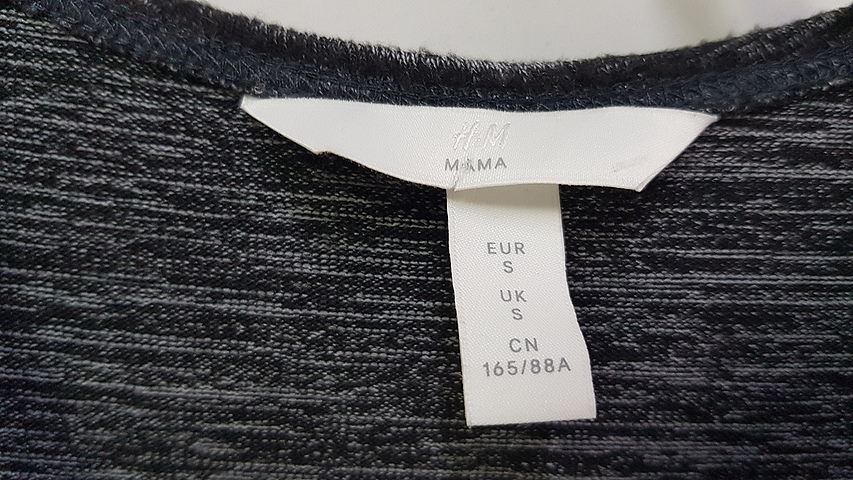 H&M
MAMA
EUR
S
UK
S
CN
165/88A